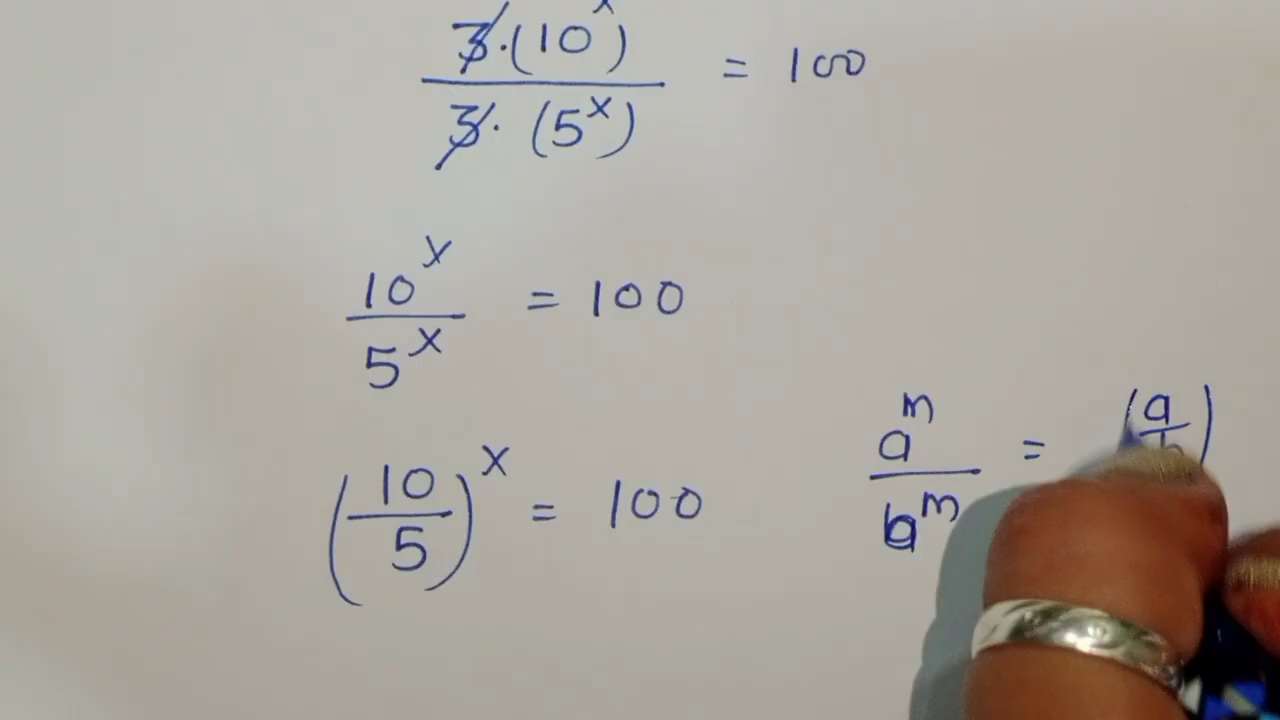 3·(10^x) / 3·(5^x) = 100
10^x / 5^x = 100
(10/5)^x = 100
a^m / b^m = (a/b)